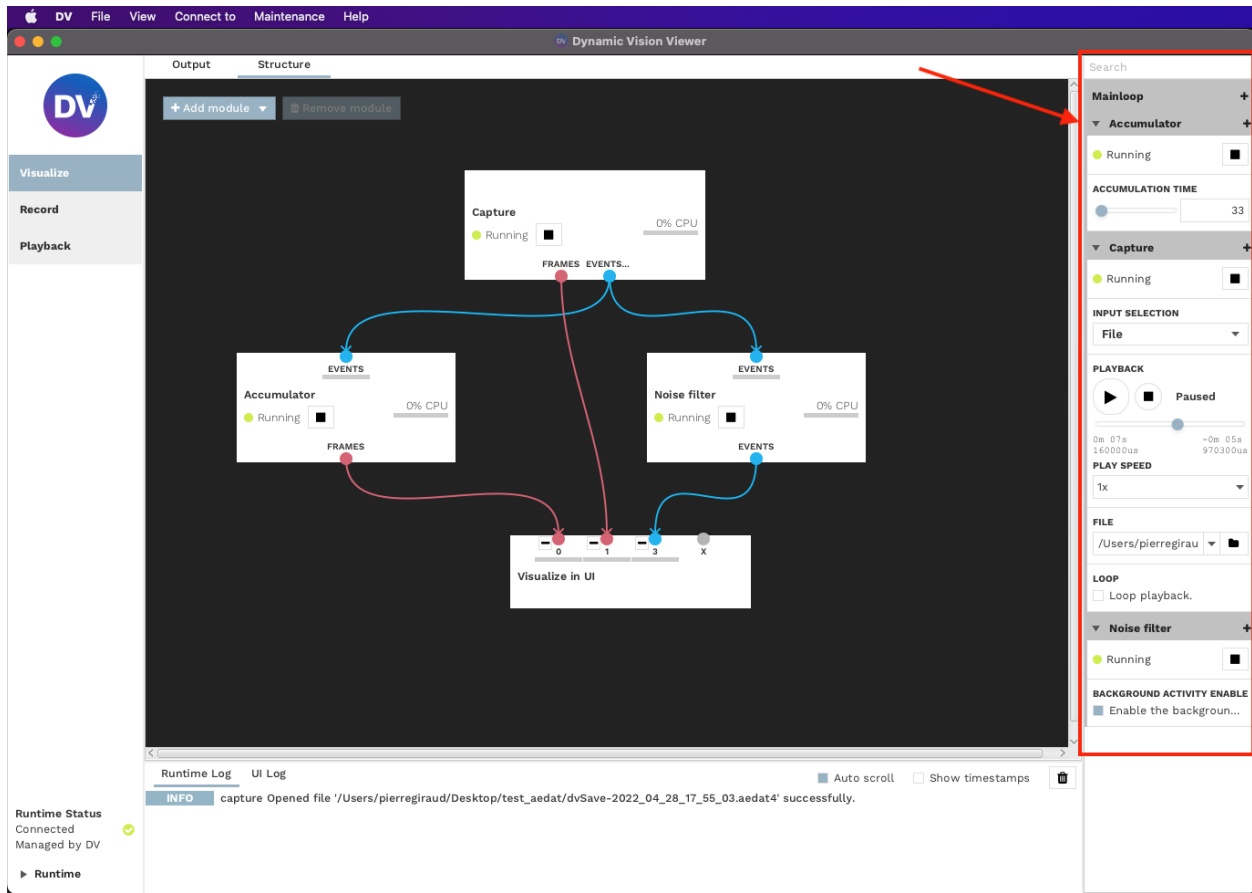 DV File View Connect to Maintenance Help
DV Dynamic Vision Viewer
DV
Visualize
Record
Playback
Runtime Status
Connected
Managed by DV
Runtime
Output Structure
+ Add module Remove module
Capture
Running
0% CPU
FRAMES EVENTS...
EVENTS
Accumulator
Running
0% CPU
FRAMES
EVENTS
Noise filter
Running
0% CPU
EVENTS
0 1 3 X
Visualize in UI
Runtime Log UI Log
Auto scroll Show timestamps
INFO capture Opened file '/Users/pierregiraud/Desktop/test_aedat/dvSave-2022_04_28_17_55_03.aedat4' successfully.
Search
Mainloop +
Accumulator +
Running
ACCUMULATION TIME
33
Capture +
Running
INPUT SELECTION
File
PLAYBACK
Paused
0m 07s -0m 05s
160000us 970300us
PLAY SPEED
1x
FILE
/Users/pierregirau
LOOP
Loop playback.
Noise filter +
Running
BACKGROUND ACTIVITY ENABLE
Enable the backgroun...